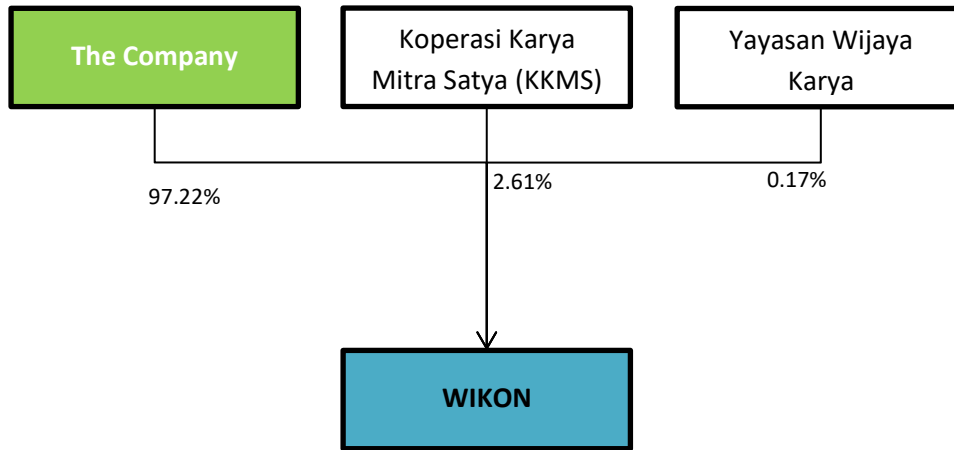 The Company
Koperasi Karya
Mitra Satya (KKMS)
Yayasan Wijaya
Karya
97.22%
2.61%
0.17%
WIKON